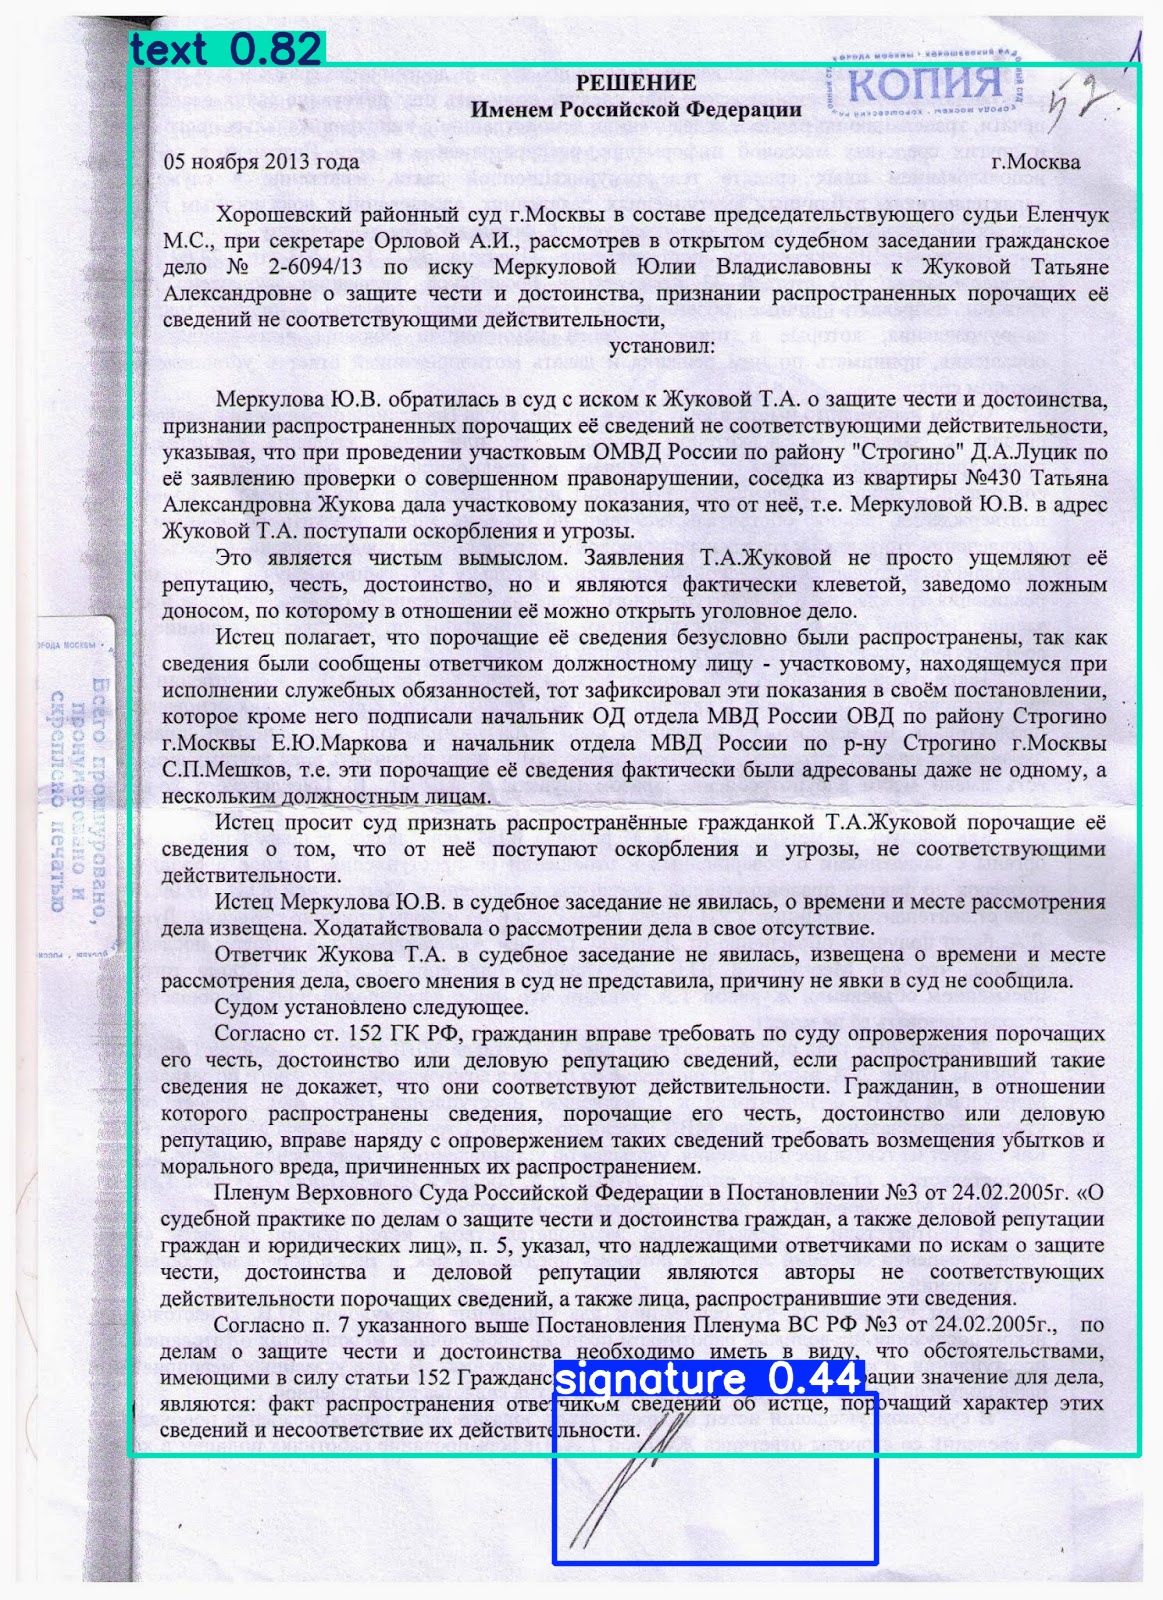 text 0.82
КОПИЯ
52
РЕШЕНИЕ
Именем Российской Федерации
05 ноября 2013 года г.Москва
Хорошевский районный суд г.Москвы в составе председательствующего судьи Еленчук
М.С., при секретаре Орловой А.И., рассмотрев в открытом судебном заседании гражданское
дело № 2-6094/13 по иску Меркуловой Юлии Владиславовны к Жуковой Татьяне
Александровне о защите чести и достоинства, признании распространенных порочащих её
сведений не соответствующими действительности,
установил:
Меркулова Ю.В. обратилась в суд с иском к Жуковой Т.А. о защите чести и достоинства,
признании распространенных порочащих её сведений не соответствующими действительности,
указывая, что при проведении участковым ОМВД России по району "Строгино" Д.А.Луцик по
её заявлению проверки о совершенном правонарушении, соседка из квартиры №430 Татьяна
Александровна Жукова дала участковому показания, что от неё, т.е. Меркуловой Ю.В. в адрес
Жуковой Т.А. поступали оскорбления и угрозы.
Это является чистым вымыслом. Заявления Т.А.Жуковой не просто ущемляют её
репутацию, честь, достоинство, но и являются фактически клеветой, заведомо ложным
доносом, по которому в отношении её можно открыть уголовное дело.
Истец полагает, что порочащие её сведения безусловно были распространены, так как
сведения были сообщены ответчиком должностному лицу - участковому, находящемуся при
исполнении служебных обязанностей, тот зафиксировал эти показания в своём постановлении,
которое кроме него подписали начальник ОД отдела МВД России ОВД по району Строгино
г.Москвы Е.Ю.Маркова и начальник отдела МВД России по р-ну Строгино г.Москвы
С.П.Мешков, т.е. эти порочащие её сведения фактически были адресованы даже не одному, а
нескольким должностным лицам.
Истец просит суд признать распространённые гражданкой Т.А.Жуковой порочащие её
сведения о том, что от неё поступают оскорбления и угрозы, не соответствующими
действительности.
Истец Меркулова Ю.В. в судебное заседание не явилась, о времени и месте рассмотрения
дела извещена. Ходатайствовала о рассмотрении дела в свое отсутствие.
Ответчик Жукова Т.А. в судебное заседание не явилась, извещена о времени и месте
рассмотрения дела, своего мнения в суд не представила, причину не явки в суд не сообщила.
Судом установлено следующее.
Согласно ст. 152 ГК РФ, гражданин вправе требовать по суду опровержения порочащих
его честь, достоинство или деловую репутацию сведений, если распространивший такие
сведения не докажет, что они соответствуют действительности. Гражданин, в отношении
которого распространены сведения, порочащие его честь, достоинство или деловую
репутацию, вправе наряду с опровержением таких сведений требовать возмещения убытков и
морального вреда, причиненных их распространением.
Пленум Верховного Суда Российской Федерации в Постановлении №3 от 24.02.2005г. «О
судебной практике по делам о защите чести и достоинства граждан, а также деловой репутации
граждан и юридических лиц», п. 5, указал, что надлежащими ответчиками по искам о защите
чести, достоинства и деловой репутации являются авторы не соответствующих
действительности порочащих сведений, а также лица, распространившие эти сведения.
Согласно п. 7 указанного выше Постановления Пленума ВС РФ №3 от 24.02.2005г., по
делам о защите чести и достоинства необходимо иметь в виду, что обстоятельствами,
имеющими в силу статьи 152 Гражданс рации значение для дела,
signature 0.44
являются: факт распространения ответчиком сведений об истце, порочащий характер этих
сведений и несоответствие их действительности.
Всего прошнуровано,
пронумеровано и
скреплено печатью